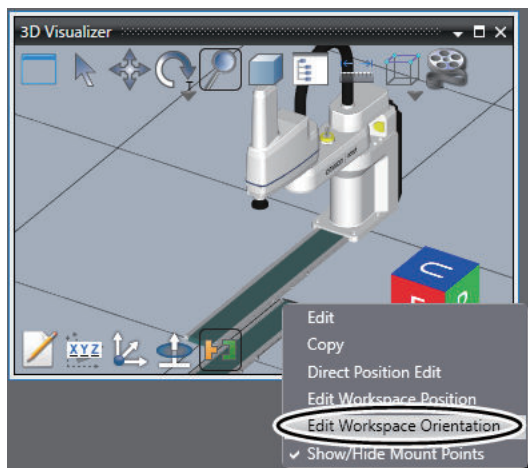 3D Visualizer
XYZ
U
Edit
Copy
Direct Position Edit
Edit Workspace Position
Edit Workspace Orientation
Show/Hide Mount Points